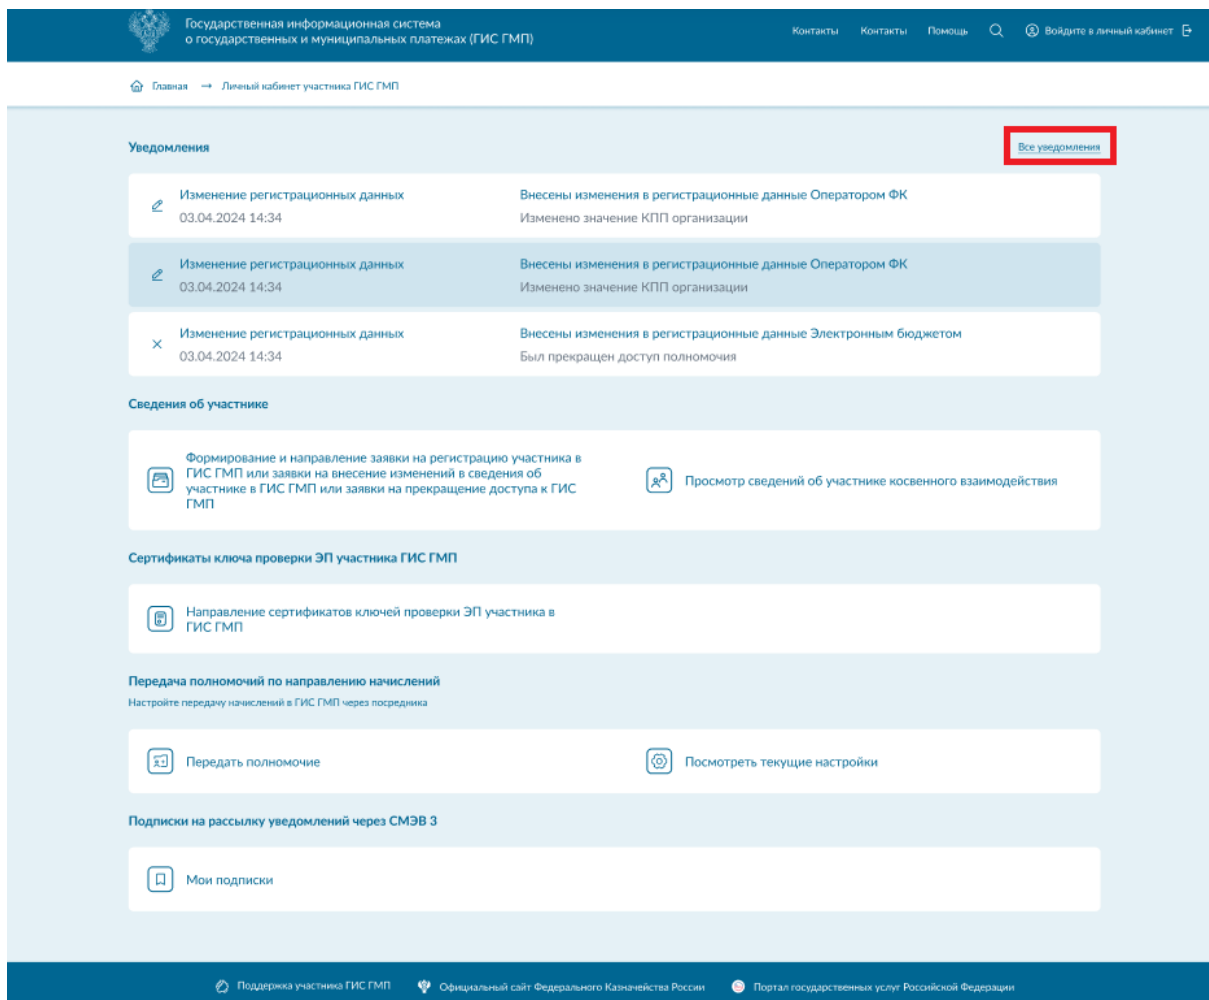 Государственная информационная система
о государственных и муниципальных платежах (ГИС ГМП)
Контакты Контакты Помощь Войдите в личный кабинет
Главная → Личный кабинет участника ГИС ГМП
Уведомления Все уведомления
Изменение регистрационных данных Внесены изменения в регистрационные данные Оператором ФК
03.04.2024 14:34 Изменено значение КПП организации
Изменение регистрационных данных Внесены изменения в регистрационные данные Оператором ФК
03.04.2024 14:34 Изменено значение КПП организации
Изменение регистрационных данных Внесены изменения в регистрационные данные Электронным бюджетом
03.04.2024 14:34 Был прекращен доступ полномочия
Сведения об участнике
Формирование и направление заявки на регистрацию участника в
ГИС ГМП или заявки на внесение изменений в сведения об
участнике в ГИС ГМП или заявки на прекращение доступа к ГИС
ГМП
Просмотр сведений об участнике косвенного взаимодействия
Сертификаты ключа проверки ЭП участника ГИС ГМП
Направление сертификатов ключей проверки ЭП участника в
ГИС ГМП
Передача полномочий по направлению начислений
Настройте передачу начислений в ГИС ГМП через посредника
Передать полномочие Посмотреть текущие настройки
Подписки на рассылку уведомлений через СМЭВ 3
Мои подписки
Поддержка участника ГИС ГМП Официальный сайт Федерального Казначейства России Портал государственных услуг Российской Федерации